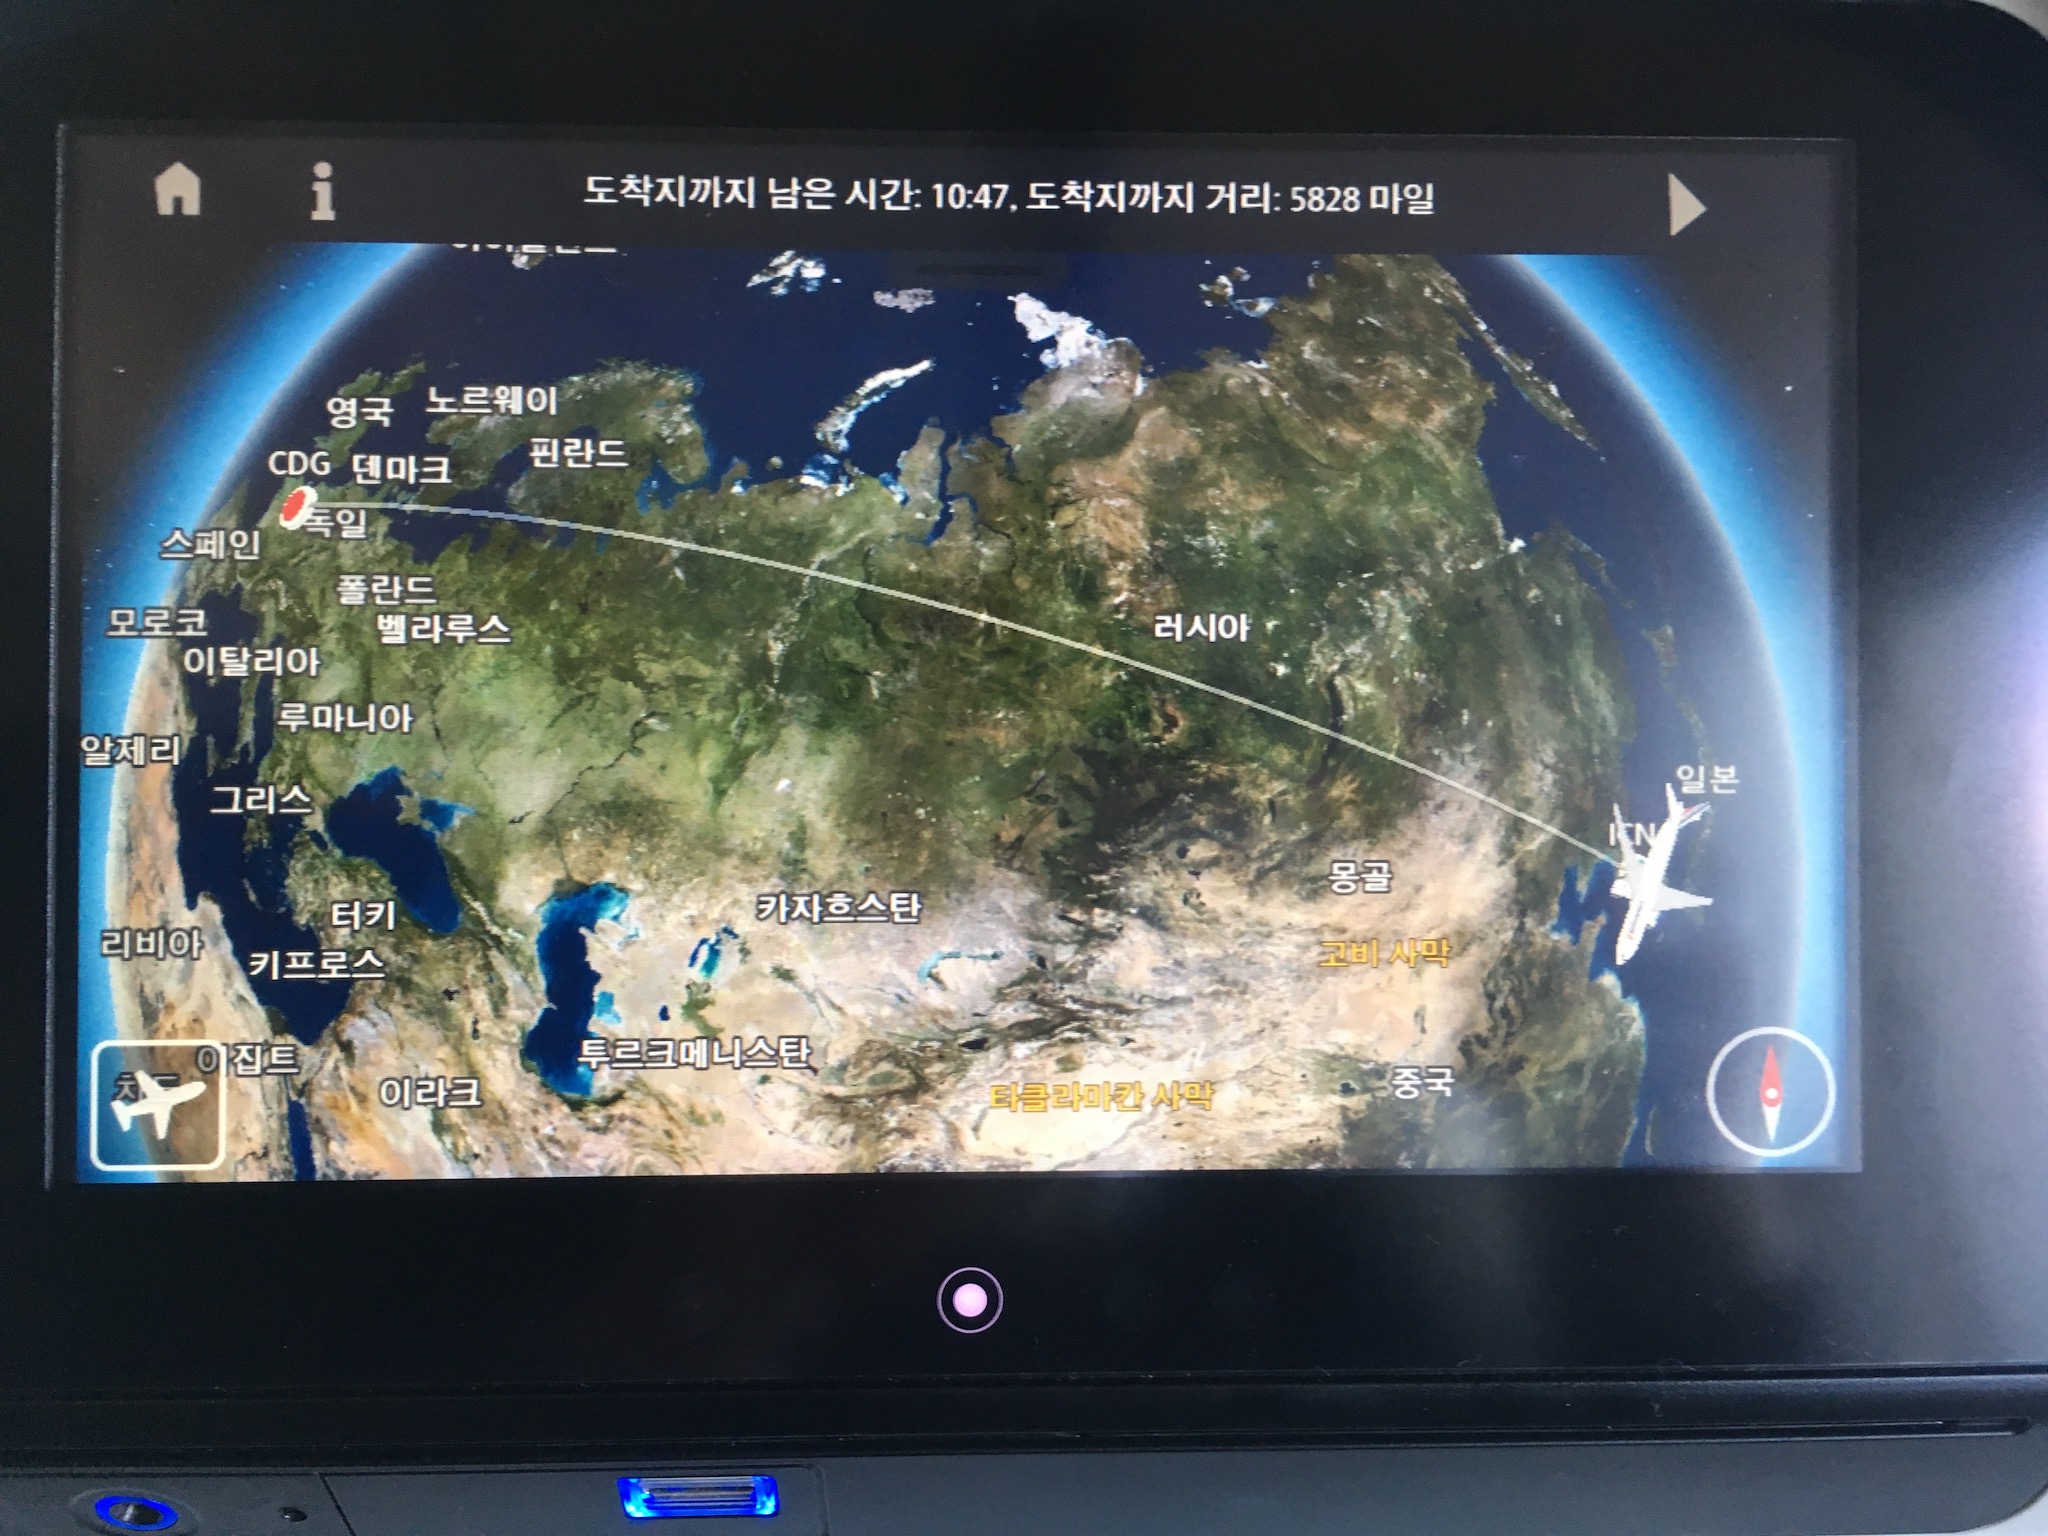 도착지까지 남은 시간: 10:47, 도착지까지 거리: 5828 마일
영국
노르웨이
CDG
덴마크
핀란드
독일
스페인
폴란드
모로코
벨라루스
러시아
이탈리아
루마니아
알제리
일본
그리스
ICN
몽골
터키
카자흐스탄
리비아
키프로스
고비 사막
이집트
투르크메니스탄
이라크
타클라마칸 사막
중국